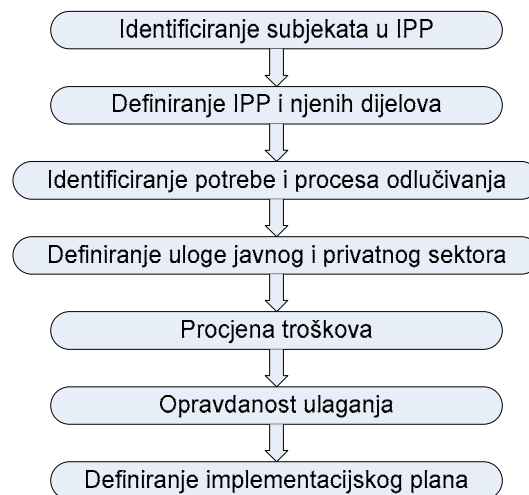 Identificiranje subjekata u IPP
Definiranje IPP i njenih dijelova
Identificiranje potrebe i procesa odlučivanja
Definiranje uloge javnog i privatnog sektora
Procjena troškova
Opravdanost ulaganja
Definiranje implementacijskog plana